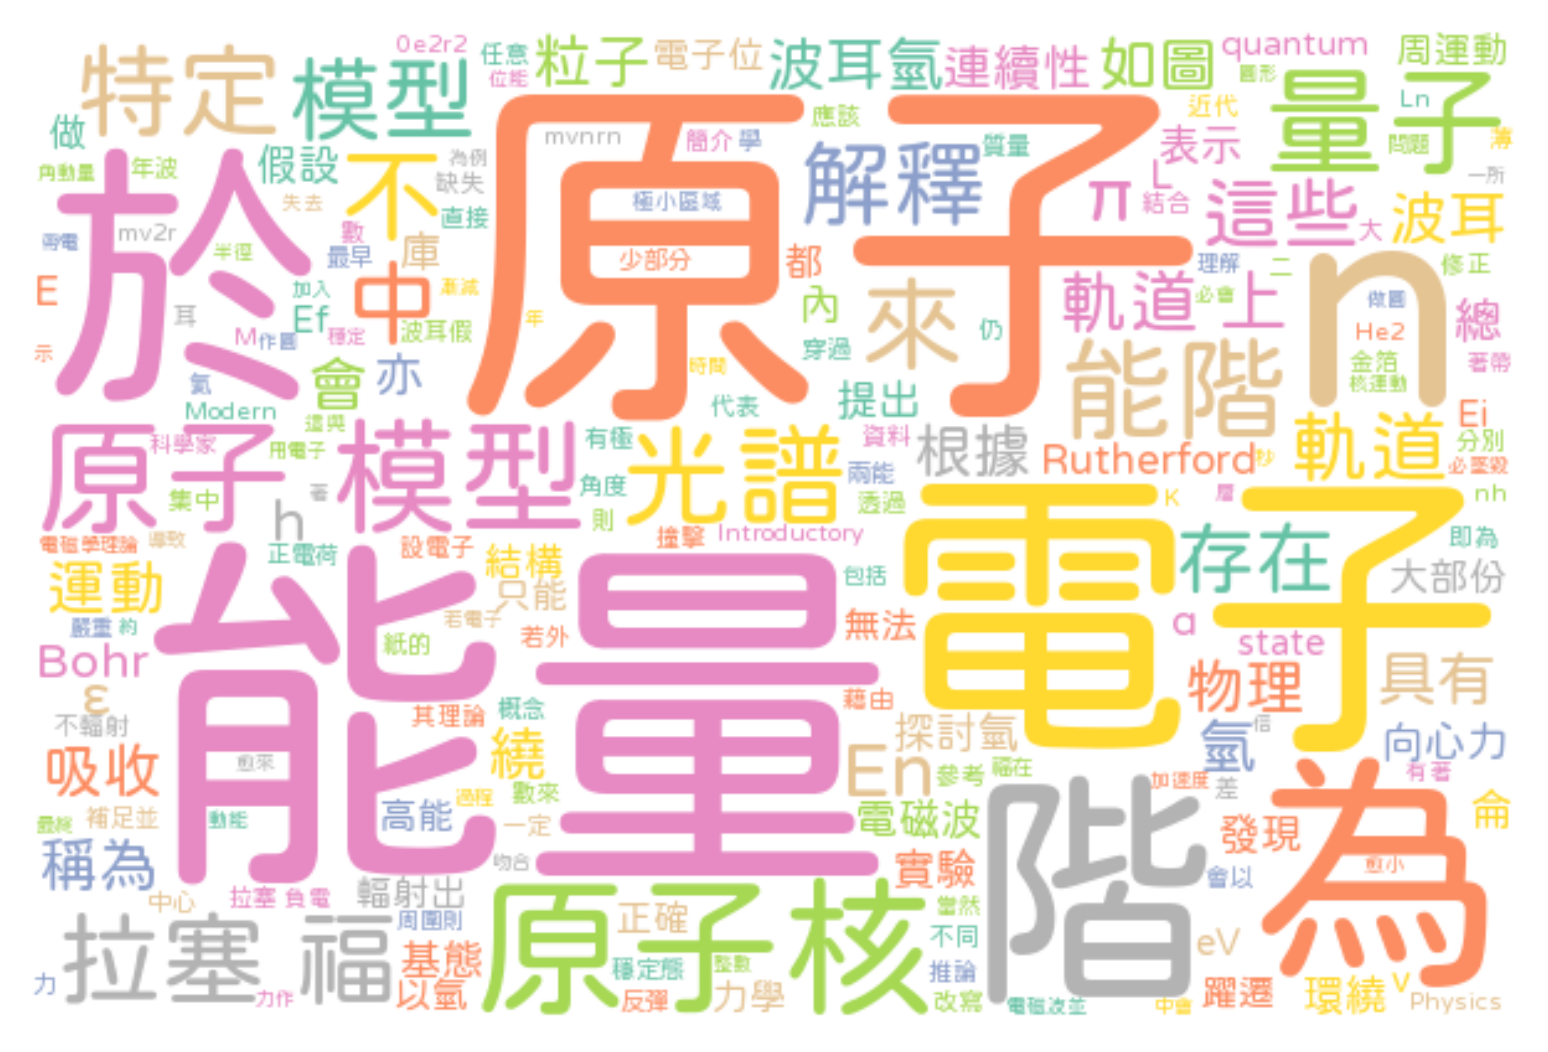 特定
模型
0e2r2
任意
位能
粒子
電子位
波耳氫
連續性
如圖
quantum
圓形
周運動
做
角動量
年波
假設
不
為例
缺失
mvnrn
簡介
學
應該
解釋
質量
近代
表示
量子
Ln
問題
薄
一所
於
原子
失去
直接
極小區域
π
L
結合
這些
大
波耳
帶電
mv2r
半徑
數
最早
庫
少部分
都
理解
二
修正
E
加入
中
漸減
內
來
軌道上
必會
n
做圓
總
耳
Ef
M
作圓
穩定
波耳假
年
穿過
仍
He2
示
氦
會
亦
時間
能階
金箔
核運動
著帶
Modern
這與
代表
提出
Ei
原子
科學家
用電子
模型
有極
光譜
資料
根據
Rutherford
秒
軌道
分別
必墜毀
集中
著
h
角度
則
兩能
透過
電子
K
層
nh
電磁學理論
導致
正電荷
設電子
撞擊
Introductory
存在
即為
運動
結構
只能
包括
大部份
嚴重
約
能量
紙的
若電子
若外
無法
a
state
Bohr
ε
其理論
概念
藉由
物理
具有
不輻射
繞
探討氫
氫
信
向心力
吸收
愈來
En
參考
福在
加速度
差
有著
最終
補足並
動能
高能
過程
數來
一定
電磁波
階
發現
為
侖
稱為
吻合
實驗
會以
愈小
中心
拉塞
負電
輻射出
原子核
正確
當然
拉塞
福
周圍則
基態
穩定態
整數
不同
eV
力
力作
以氫
反彈
力學
推論
改寫
電磁波並
中會
躍遷
環繞
v
Physics